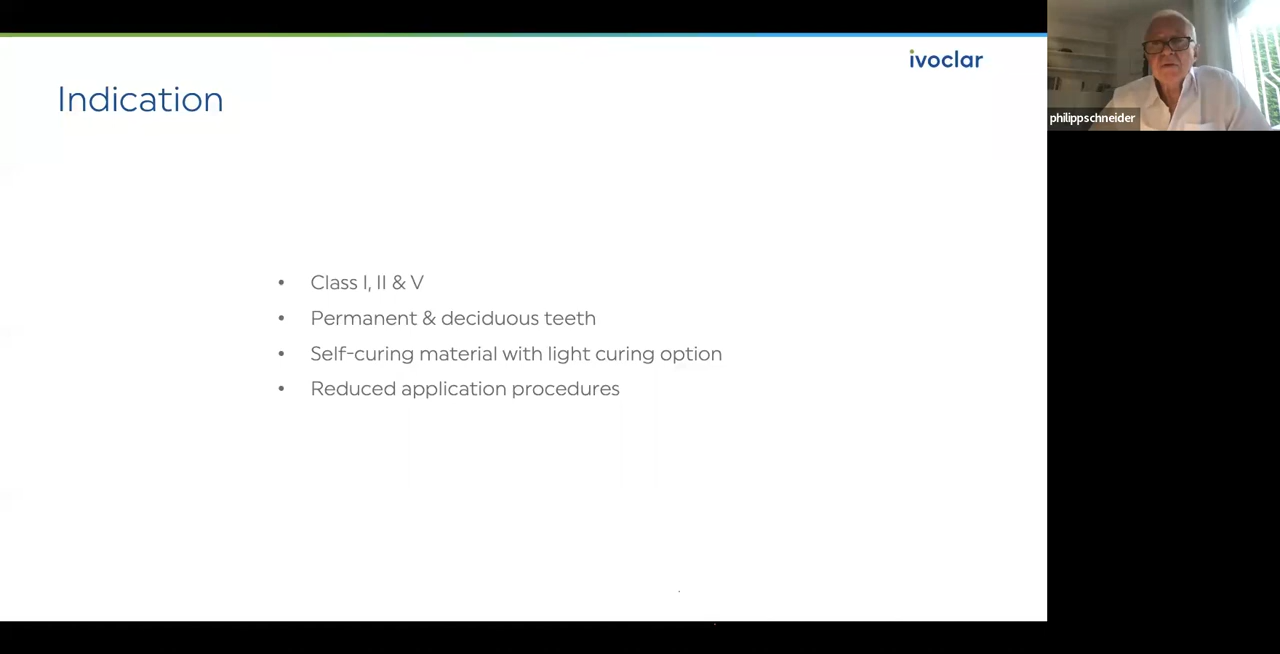 ivoclar
Indication
• Class I, II & V
• Permanent & deciduous teeth
• Self-curing material with light curing option
• Reduced application procedures
philippschneider